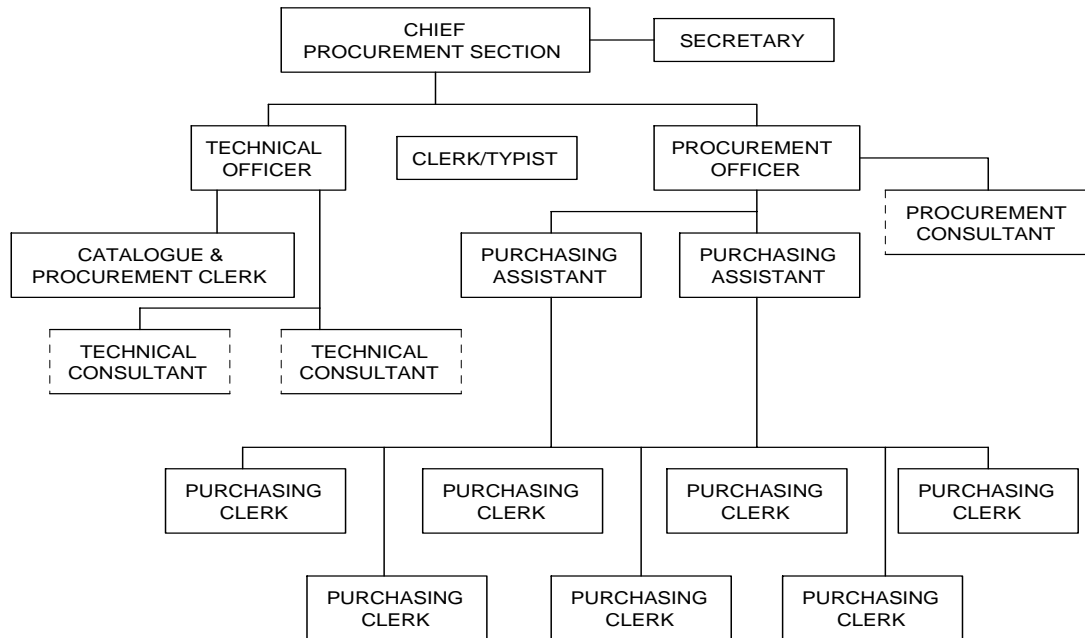 CHIEF
PROCUREMENT SECTION
SECRETARY
TECHNICAL
OFFICER
CLERK/TYPIST
PROCUREMENT
OFFICER
PROCUREMENT
CONSULTANT
CATALOGUE &
PROCUREMENT CLERK
PURCHASING
ASSISTANT
PURCHASING
ASSISTANT
TECHNICAL
CONSULTANT
TECHNICAL
CONSULTANT
PURCHASING
CLERK
PURCHASING
CLERK
PURCHASING
CLERK
PURCHASING
CLERK
PURCHASING
CLERK
PURCHASING
CLERK
PURCHASING
CLERK